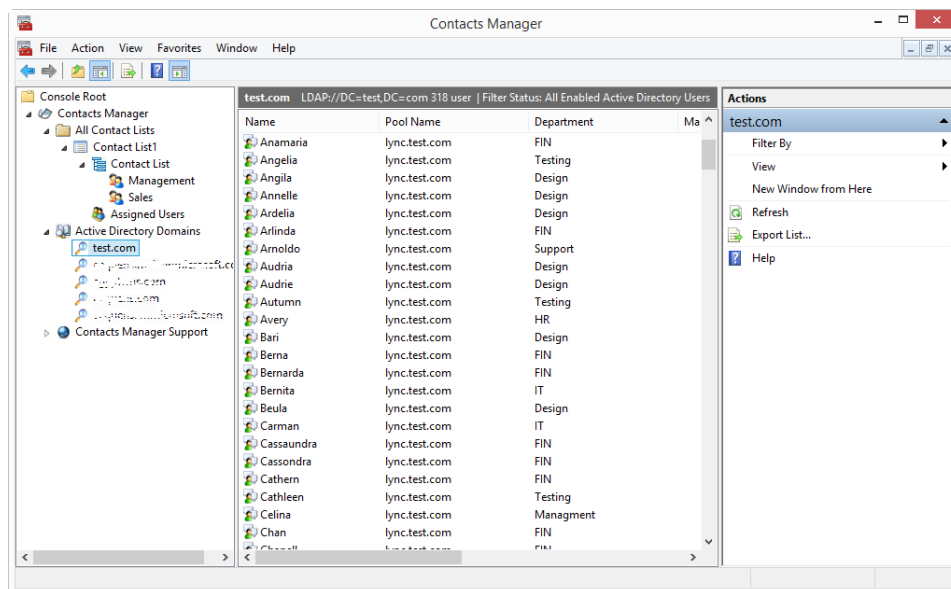 Contacts Manager
File Action View Favorites Window Help
Console Root
Contacts Manager
All Contact Lists
Contact List1
Contact List
Management
Sales
Assigned Users
Active Directory Domains
test.com
Contacts Manager Support
test.com LDAP://DC=test,DC=com 318 user | Filter Status: All Enabled Active Directory Users
Name Pool Name Department Ma
Anamaria lync.test.com FIN
Angelia lync.test.com Testing
Angila lync.test.com Design
Annelle lync.test.com Design
Ardelia lync.test.com Design
Arlinda lync.test.com FIN
Arnoldo lync.test.com Support
Audria lync.test.com Design
Audrie lync.test.com Design
Autumn lync.test.com Testing
Avery lync.test.com HR
Bari lync.test.com Design
Berna lync.test.com FIN
Bernarda lync.test.com FIN
Bernita lync.test.com IT
Beula lync.test.com Design
Carman lync.test.com IT
Cassaundra lync.test.com FIN
Cassondra lync.test.com FIN
Cathern lync.test.com FIN
Cathleen lync.test.com Testing
Celina lync.test.com Managment
Chan lync.test.com FIN
Actions
test.com
Filter By
View
New Window from Here
Refresh
Export List...
Help